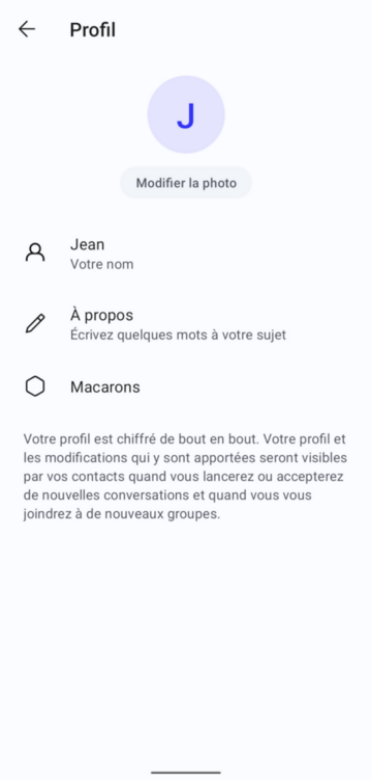 Profil
J
Modifier la photo
Jean
Votre nom
À propos
Écrivez quelques mots à votre sujet
Macarons
Votre profil est chiffré de bout en bout. Votre profil et
les modifications qui y sont apportées seront visibles
par vos contacts quand vous lancerez ou accepterez
de nouvelles conversations et quand vous vous
joindrez à de nouveaux groupes.